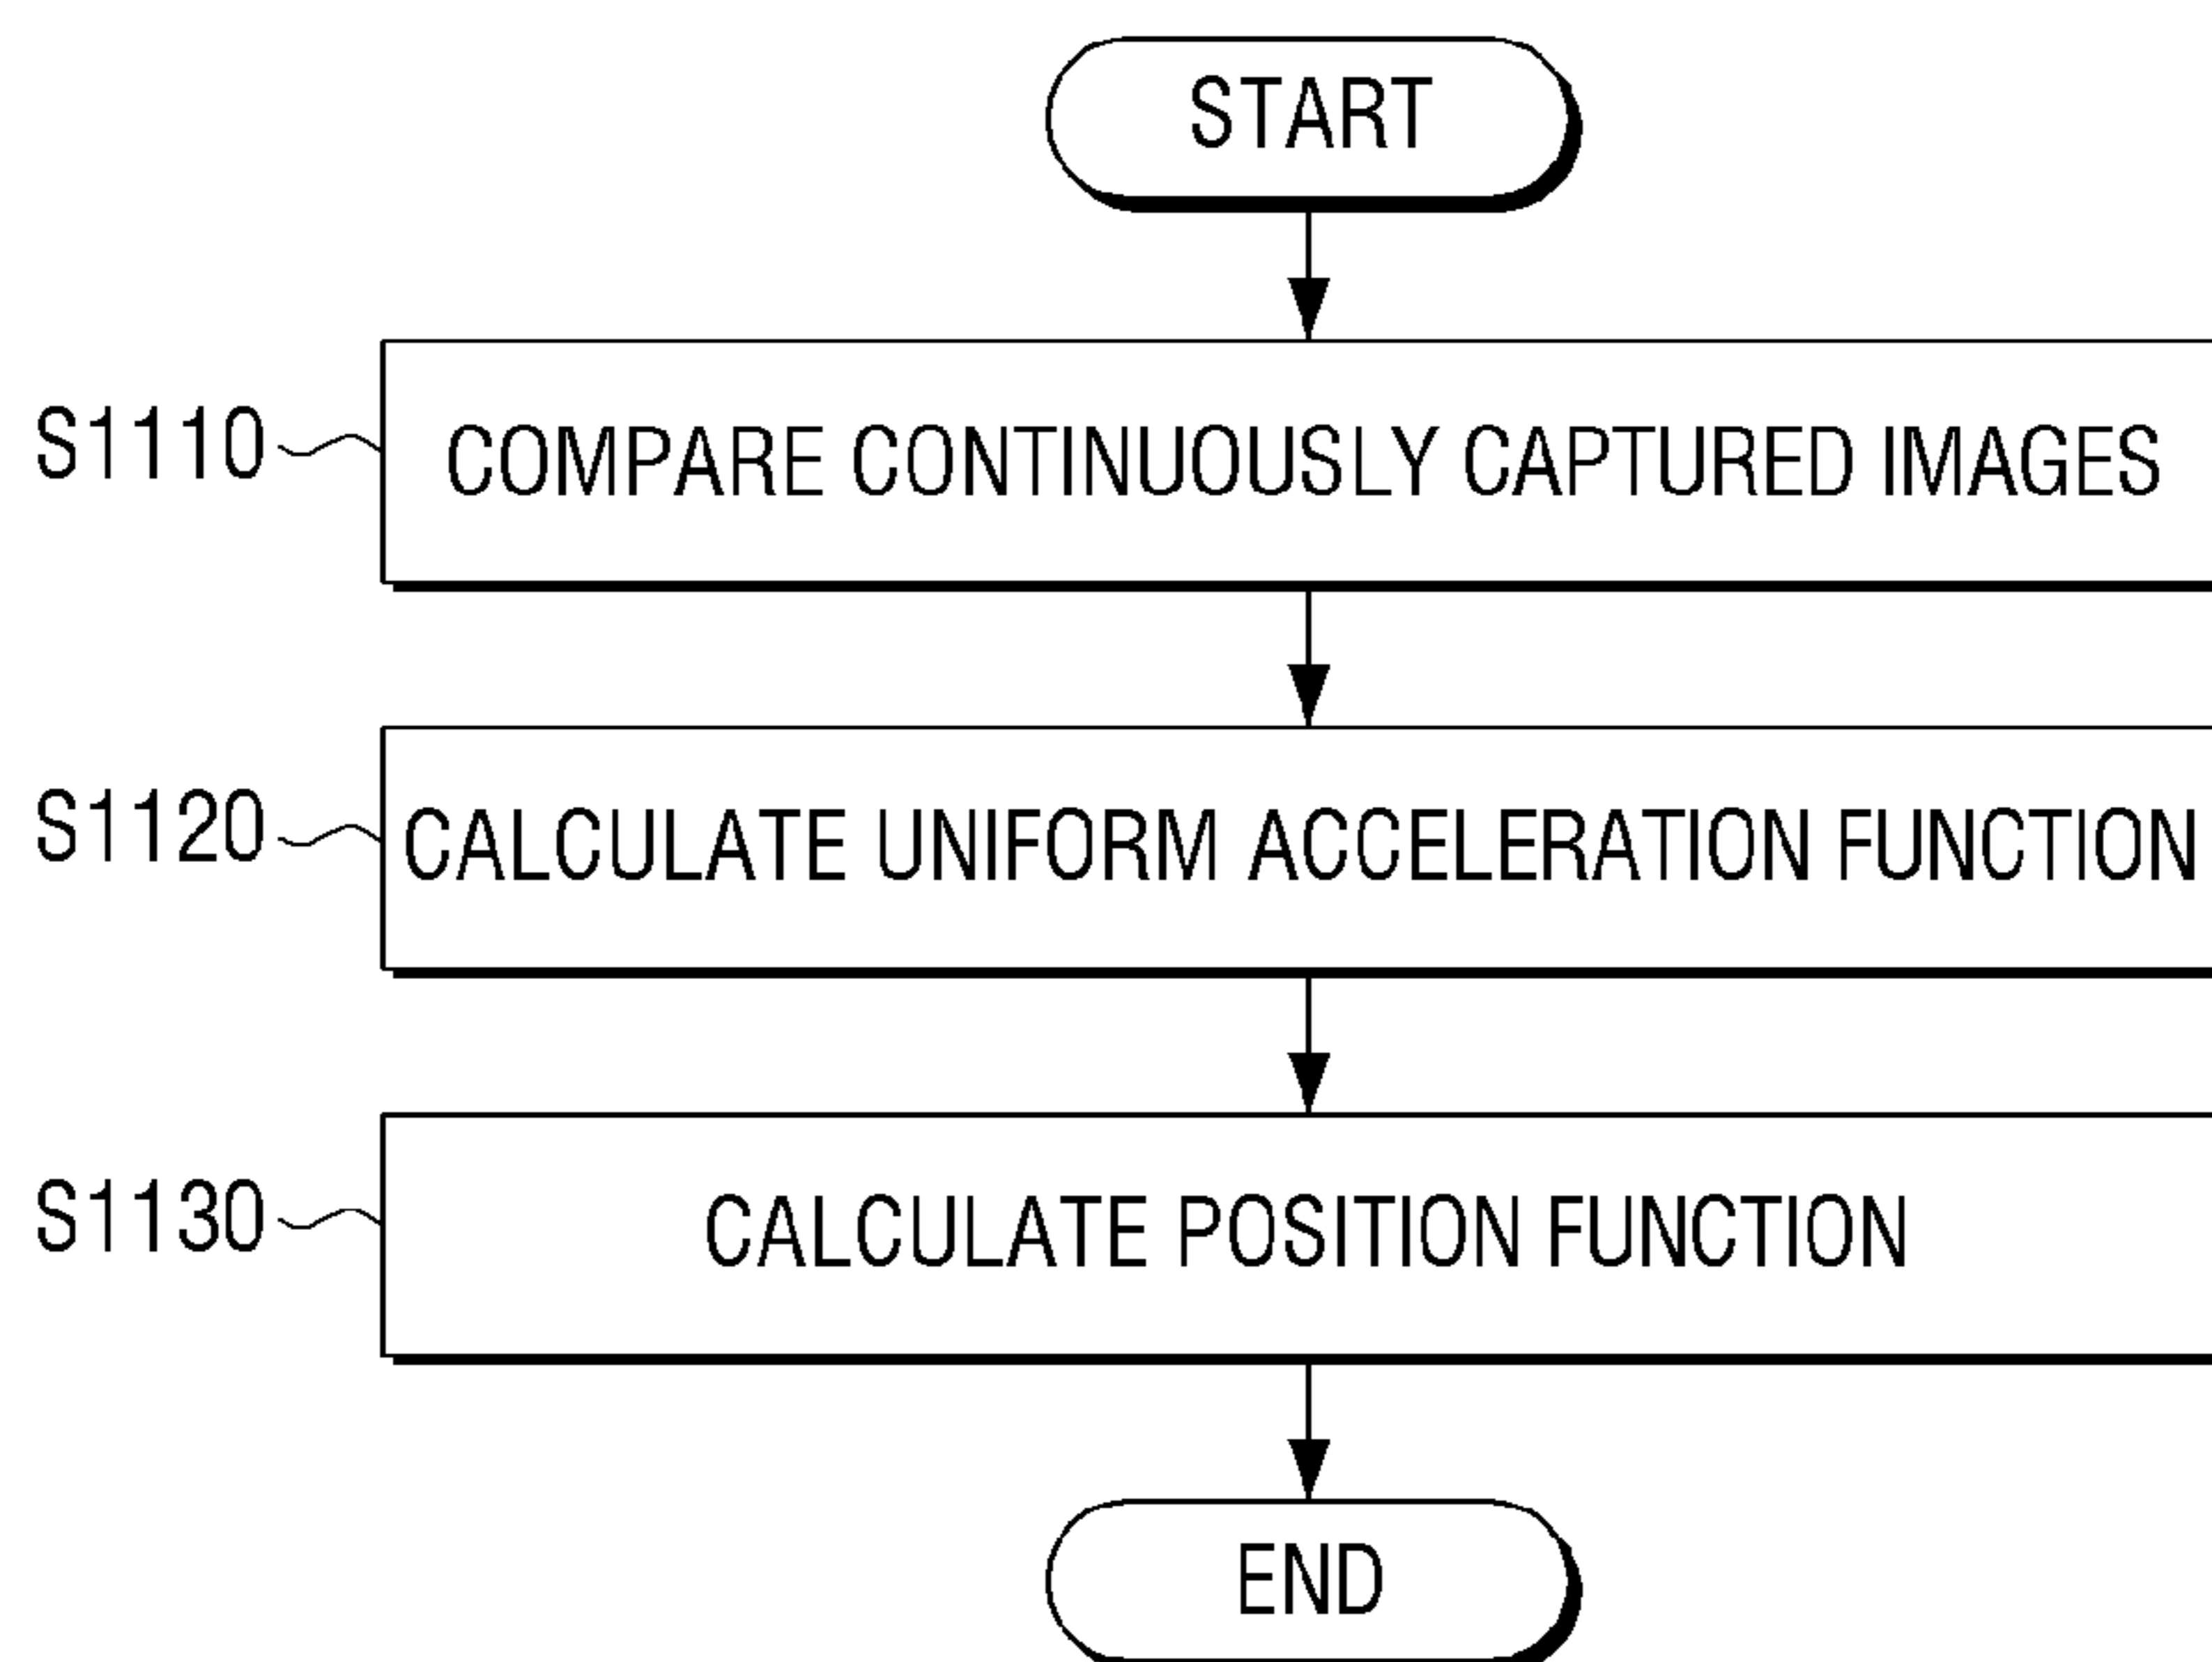 START
S1110
COMPARE CONTINUOUSLY CAPTURED IMAGES
S1120
CALCULATE UNIFORM ACCELERATION FUNCTION
S1130
CALCULATE POSITION FUNCTION
END